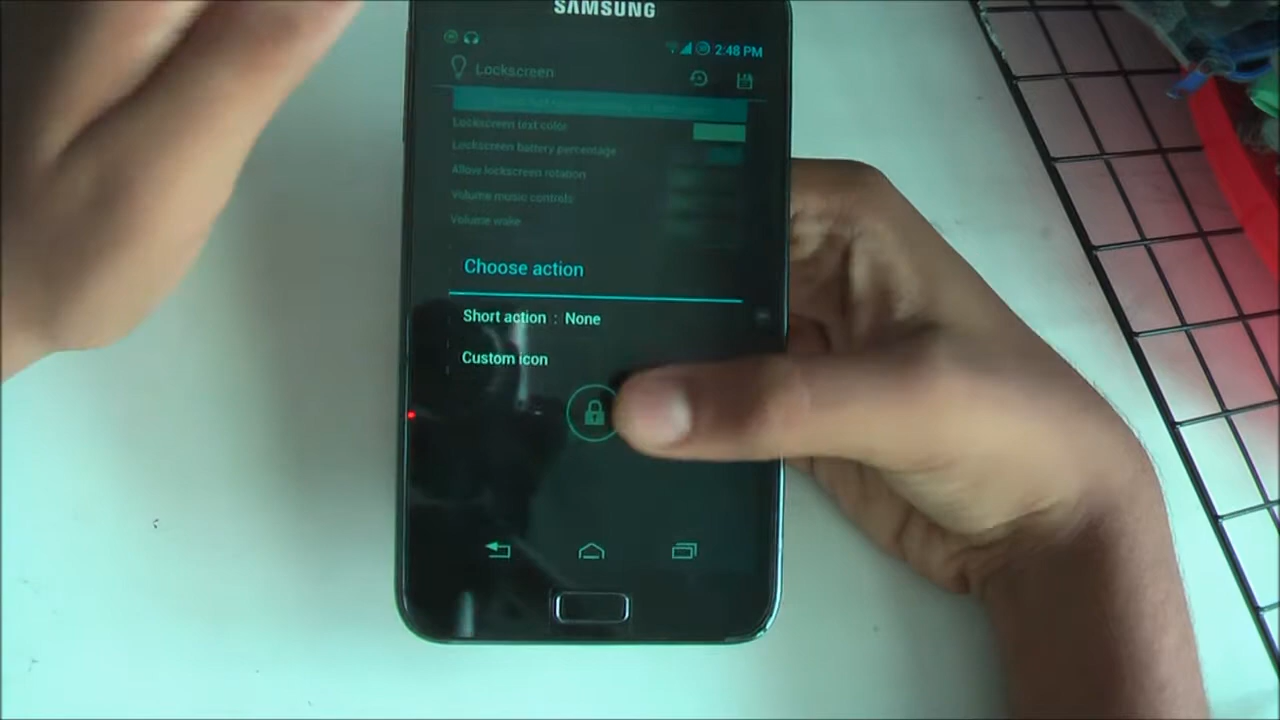 SAMSUNG
2:48 PM
Lockscreen
Lockscreen text color
Lockscreen battery percentage
Allow lockscreen rotation
Volume music controls
Volume wake
Choose action
Short action : None
Custom icon